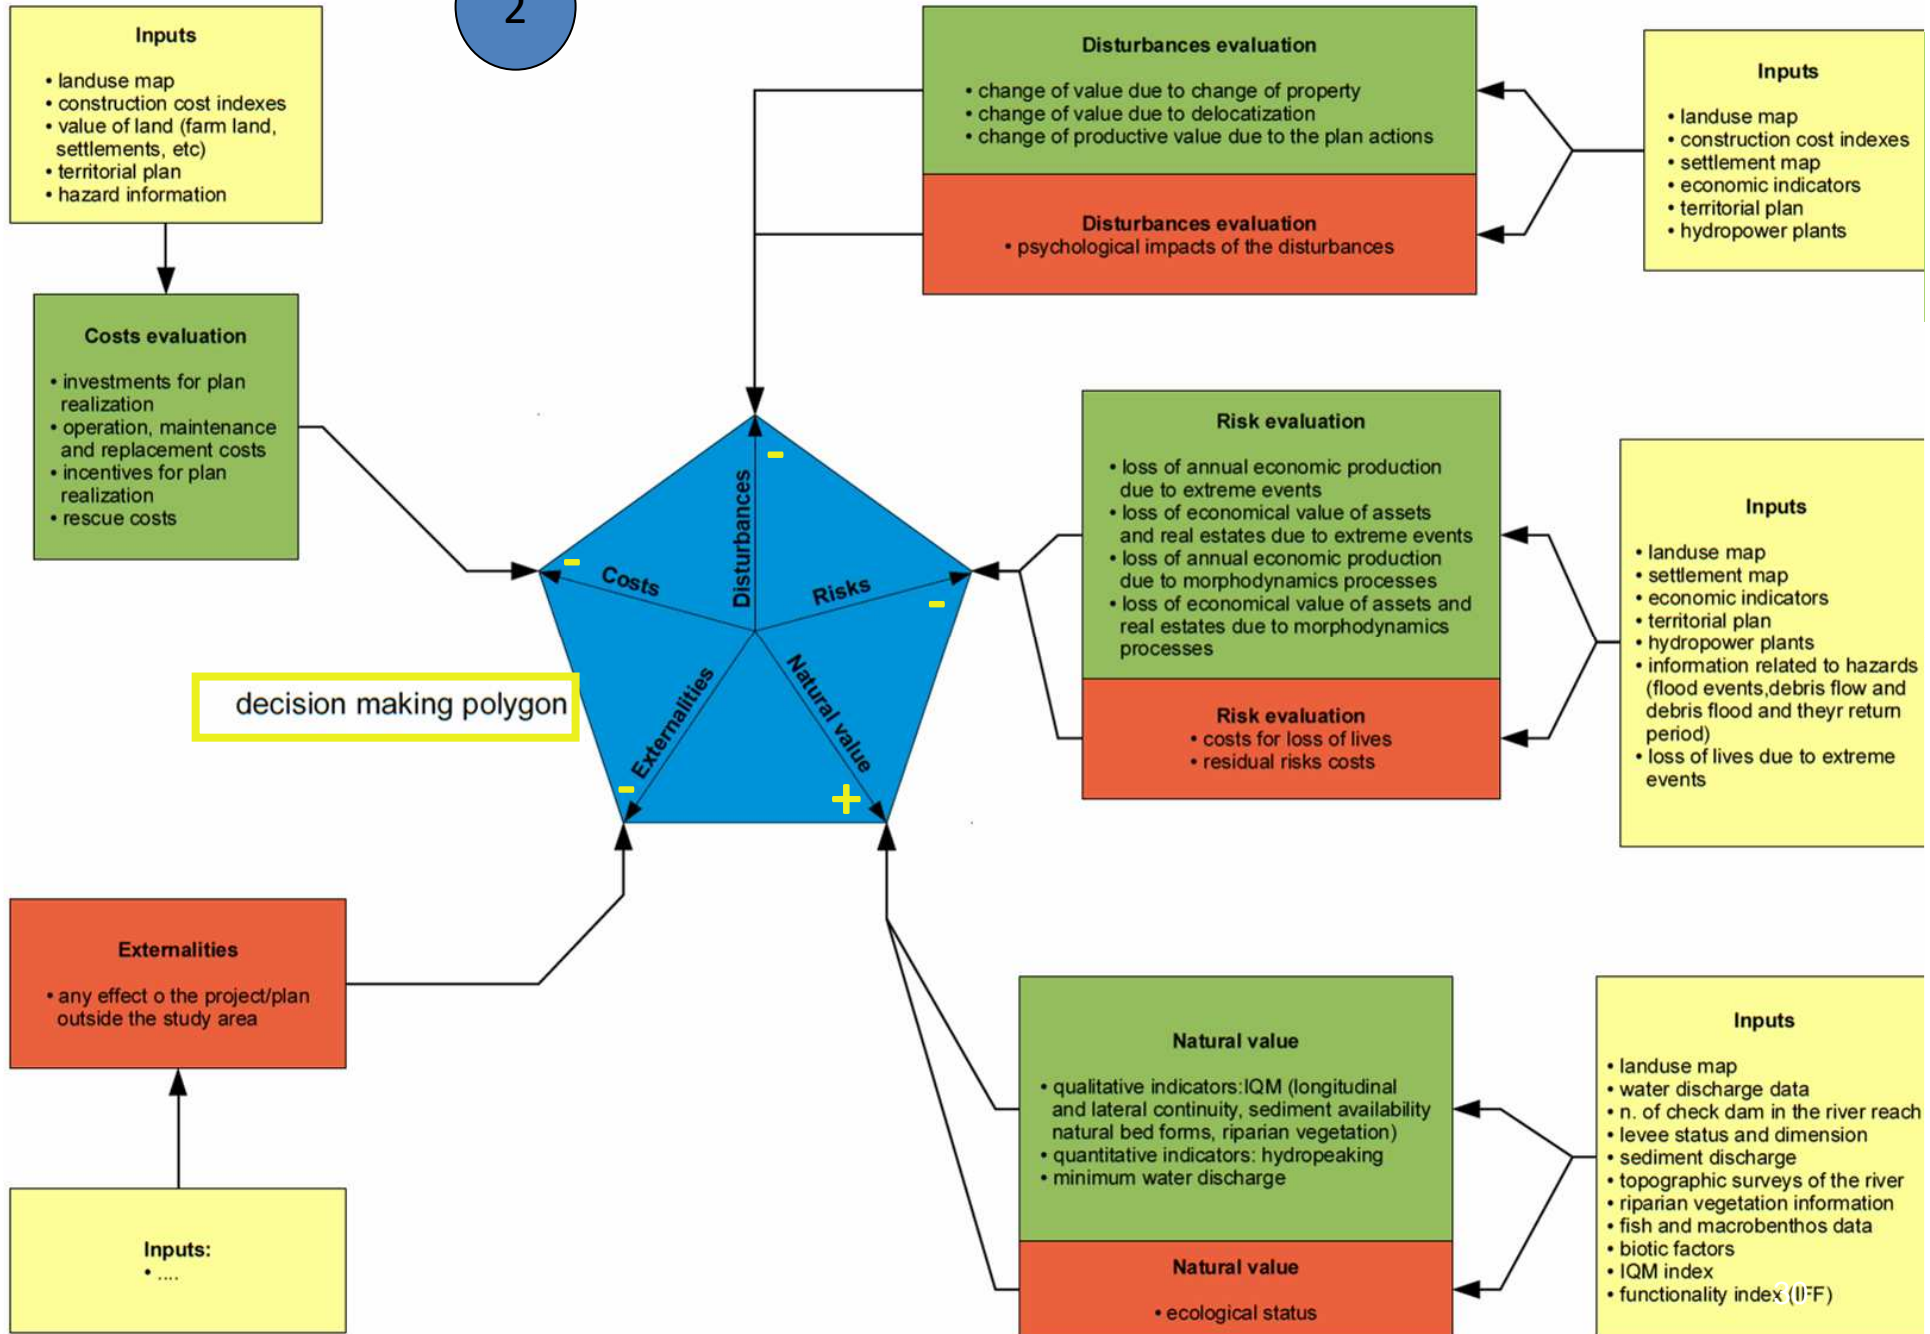 2
Inputs
• landuse map
• construction cost indexes
• value of land (farm land,
settlements, etc)
• territorial plan
• hazard information
Costs evaluation
• investments for plan
realization
• operation, maintenance
and replacement costs
• incentives for plan
realization
• rescue costs
Disturbances evaluation
• change of value due to change of property
• change of value due to delocatization
• change of productive value due to the plan actions
Disturbances evaluation
• psychological impacts of the disturbances
Inputs
• landuse map
• construction cost indexes
• settlement map
• economic indicators
• territorial plan
• hydropower plants
decision making polygon
Disturbances
-
Costs
-
Risks
-
Externalities
-
Natural value
+
Risk evaluation
• loss of annual economic production
due to extreme events
• loss of economical value of assets
and real estates due to extreme events
• loss of annual economic production
due to morphodynamics processes
• loss of economical value of assets and
real estates due to morphodynamics
processes
Risk evaluation
• costs for loss of lives
• residual risks costs
Inputs
• landuse map
• settlement map
• economic indicators
• territorial plan
• hydropower plants
• information related to hazards
(flood events,debris flow and
debris flood and theyr return
period)
• loss of lives due to extreme
events
Externalities
• any effect o the project/plan
outside the study area
Inputs:
• ....
Natural value
• qualitative indicators:IQM (longitudinal
and lateral continuity, sediment availability
natural bed forms, riparian vegetation)
• quantitative indicators: hydropeaking
• minimum water discharge
Natural value
• ecological status
Inputs
• landuse map
• water discharge data
• n. of check dam in the river reach
• levee status and dimension
• sediment discharge
• topographic surveys of the river
• riparian vegetation information
• fish and macrobenthos data
• biotic factors
• IQM index
• functionality index (IFF)
30